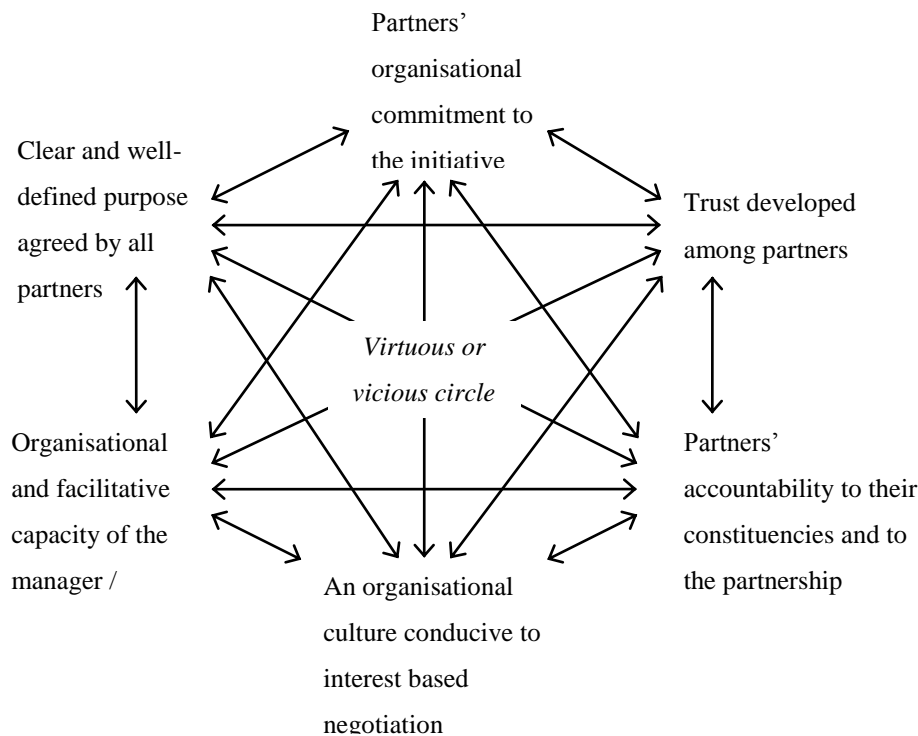 Partners’
organisational
commitment to
the initiative
Clear and well-
defined purpose
agreed by all
partners
Trust developed
among partners
Virtuous or
vicious circle
Organisational
and facilitative
capacity of the
manager /
Partners’
accountability to their
constituencies and to
the partnership
An organisational
culture conducive to
interest based
negotiation